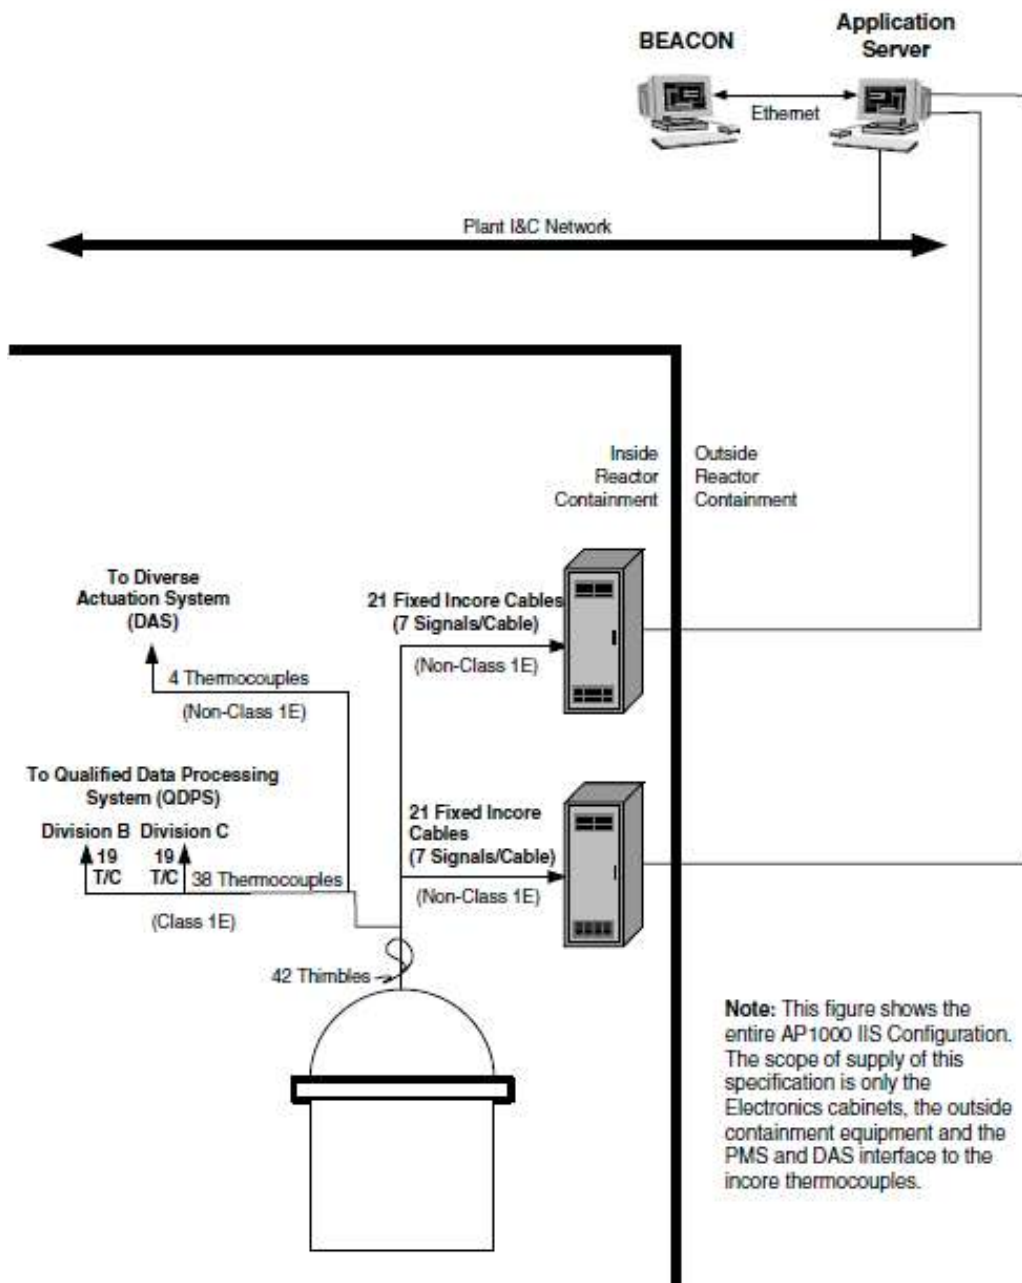 BEACON
Application
Server
Ethernet
Plant I&C Network
Inside
Reactor
Containment
Outside
Reactor
Containment
To Diverse
Actuation System
(DAS)
4 Thermocouples
(Non-Class 1E)
21 Fixed Incore Cables
(7 Signals/Cable)
(Non-Class 1E)
To Qualified Data Processing
System (QDPS)
Division B Division C
19
T/C
19
T/C
38 Thermocouples
(Class 1E)
21 Fixed Incore
Cables
(7 Signals/Cable)
(Non-Class 1E)
42 Thimbles
Note: This figure shows the
entire AP1000 IIS Configuration.
The scope of supply of this
specification is only the
Electronics cabinets, the outside
containment equipment and the
PMS and DAS interface to the
incore thermocouples.